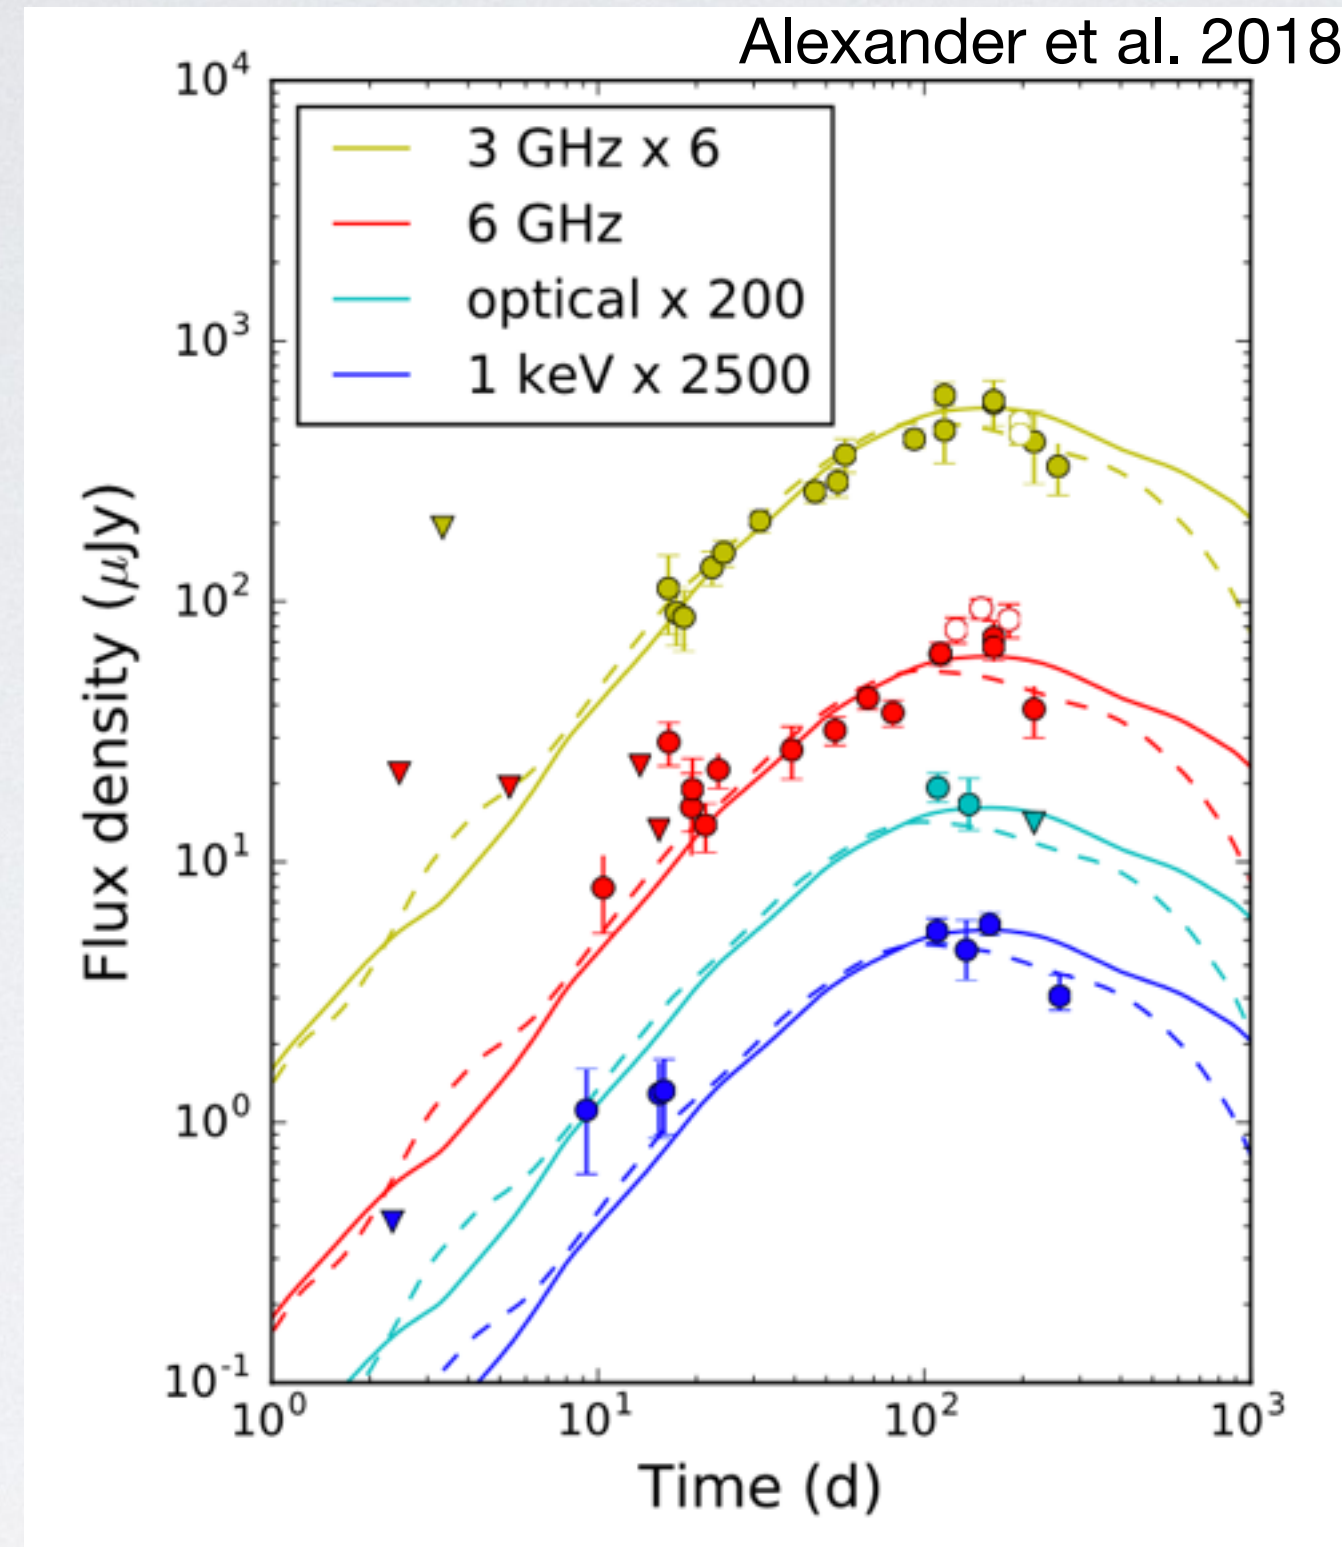 Alexander et al. 2018
10^4
10^3
10^2
10^1
10^0
10^-1
3 GHz x 6
6 GHz
optical x 200
1 keV x 2500
Flux density (μJy)
10^0 10^1 10^2 10^3
Time (d)